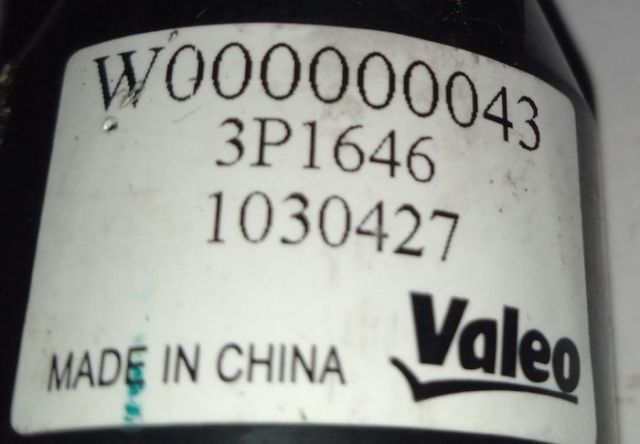 W000000043
3P1646
1030427
MADE IN CHINA
Valeo